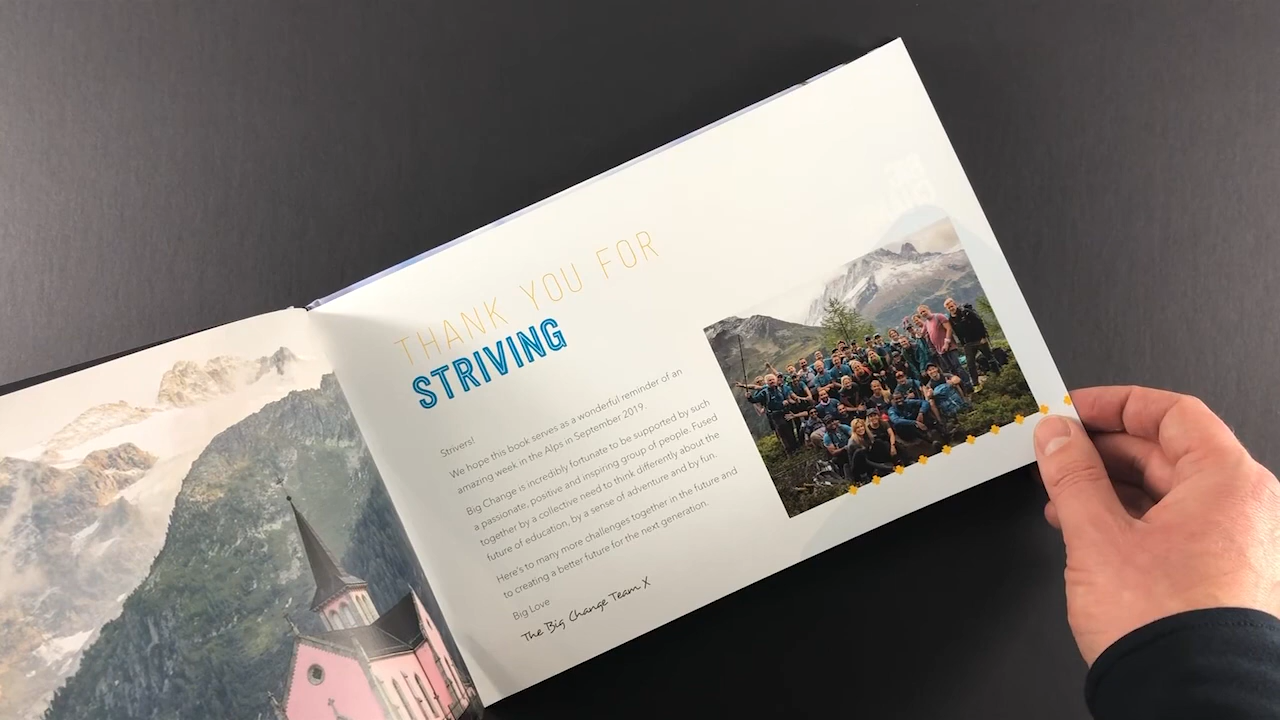 THANK YOU FOR
STRIVING
Strivers!
We hope this book serves as a wonderful reminder of an
amazing week in the Alps in September 2019.
Big Change is incredibly fortunate to be supported by such
a passionate, positive and inspiring group of people. Fused
together by a collective need to think differently about the
future of education, by a sense of adventure and by fun.
Here's to many more challenges together in the future and
to creating a better future for the next generation.
Big Love
The Big Change Team X